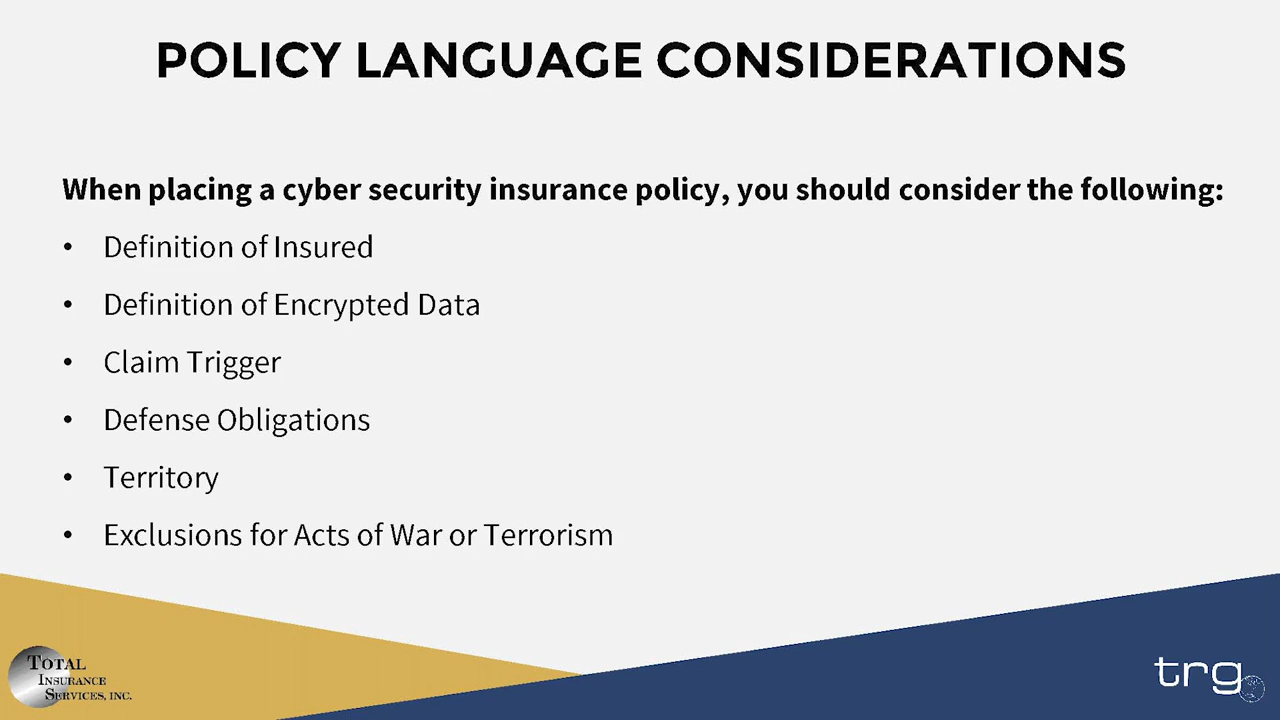 POLICY LANGUAGE CONSIDERATIONS
When placing a cyber security insurance policy, you should consider the following:
• Definition of Insured
• Definition of Encrypted Data
• Claim Trigger
• Defense Obligations
• Territory
• Exclusions for Acts of War or Terrorism
TOTAL
INSURANCE
SERVICES, INC.
trg